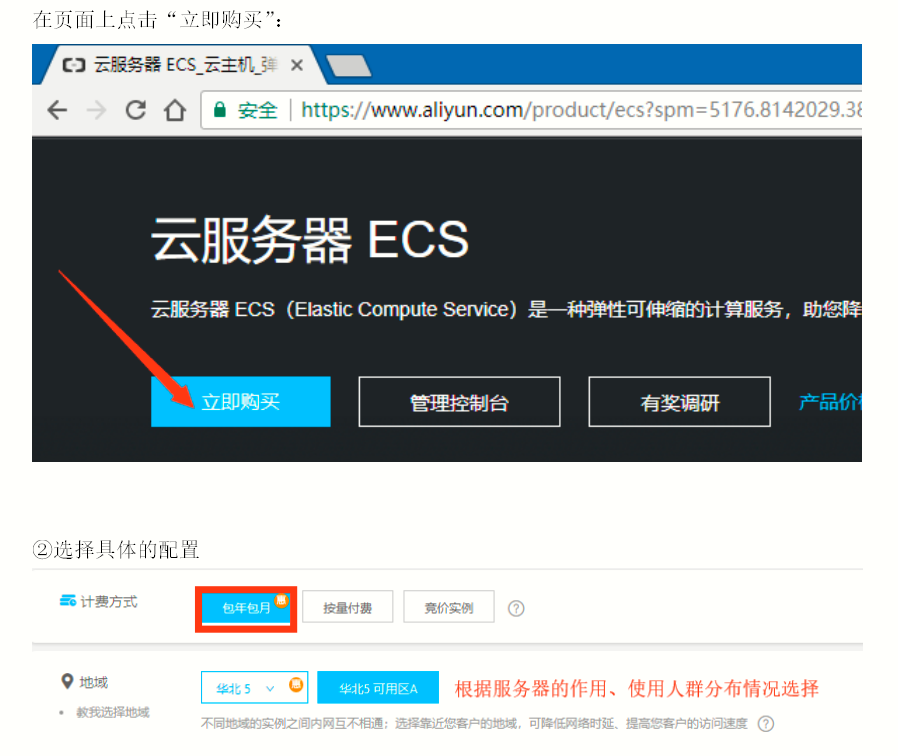 在页面上点击“立即购买”：
云服务器 ECS_云主机_弹
安全 | https://www.aliyun.com/product/ecs?spm=5176.8142029.38
云服务器 ECS
云服务器 ECS（Elastic Compute Service）是一种弹性可伸缩的计算服务，助您降
立即购买 管理控制台 有奖调研 产品价
②选择具体的配置
计费方式 包年包月 按量付费 竞价实例
地域 华北 5 华北5 可用区A 根据服务器的作用、使用人群分布情况选择
• 教我选择地域
不同地域的实例之间内网互不相通；选择靠近您客户的地域，可降低网络时延、提高您客户的访问速度